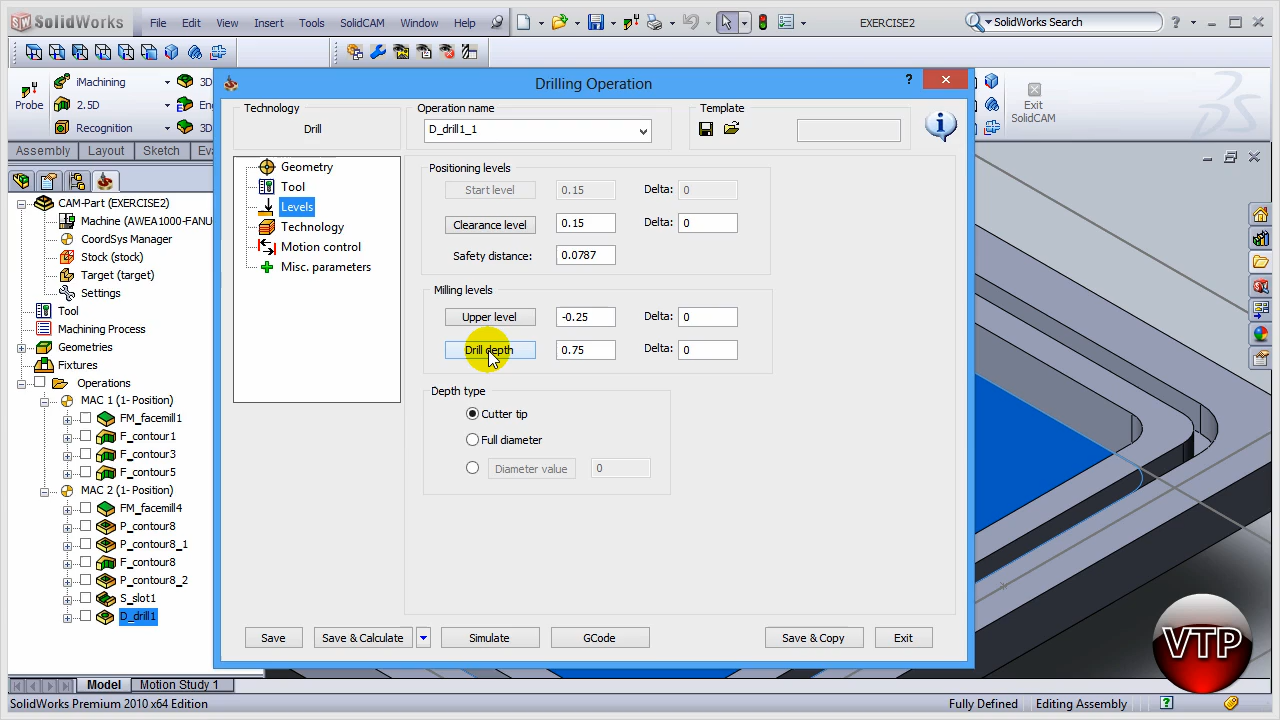 SolidWorks File Edit View Insert Tools SolidCAM Window Help EXERCISE2 SolidWorks Search ?
Probe
iMachining
2.5D
Recognition
3D
Exit
SolidCAM
Assembly Layout Sketch
CAM-Part (EXERCISE2)
Machine (AWEA1000-FANU
CoordSys Manager
Stock (stock)
Target (target)
Settings
Tool
Machining Process
Geometries
Fixtures
Operations
MAC 1 (1- Position)
FM_facemill1
F_contour1
F_contour3
F_contour5
MAC 2 (1- Position)
FM_facemill4
P_contour8
P_contour8_1
F_contour8
P_contour8_2
S_slot1
D_drill1
Drilling Operation ?
Technology
Drill
Operation name
D_drill1_1
Template
Geometry
Tool
Levels
Technology
Motion control
Misc. parameters
Positioning levels
Start level 0.15 Delta: 0
Clearance level 0.15 Delta: 0
Safety distance: 0.0787
Milling levels
Upper level -0.25 Delta: 0
Drill depth 0.75 Delta: 0
Depth type
Cutter tip
Full diameter
Diameter value 0
Save Save & Calculate Simulate GCode Save & Copy Exit
VTP
Model Motion Study 1
SolidWorks Premium 2010 x64 Edition Fully Defined Editing Assembly ?